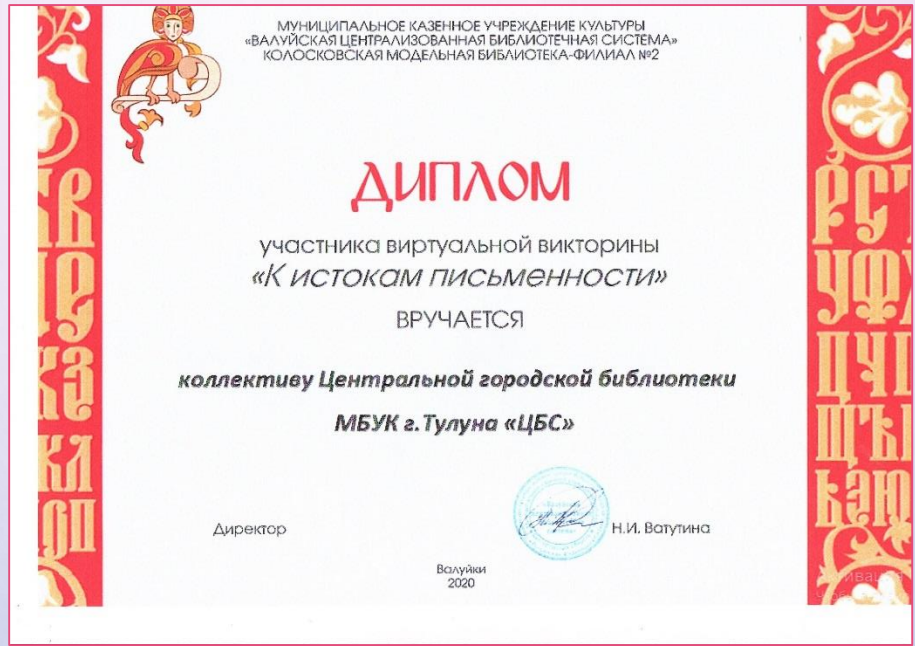 МУНИЦИПАЛЬНОЕ КАЗЕННОЕ УЧРЕЖДЕНИЕ КУЛЬТУРЫ
«ВАЛУЙСКАЯ ЦЕНТРАЛИЗОВАННАЯ БИБЛИОТЕЧНАЯ СИСТЕМА»
КОЛОСКОВСКАЯ МОДЕЛЬНАЯ БИБЛИОТЕКА-ФИЛИАЛ №2
ДИПЛОМ
участника виртуальной викторины
«К истокам письменности»
ВРУЧАЕТСЯ
коллективу Центральной городской библиотеки
МБУК г.Тулуна «ЦБС»
Директор
Н.И. Ватутина
Валуйки
2020